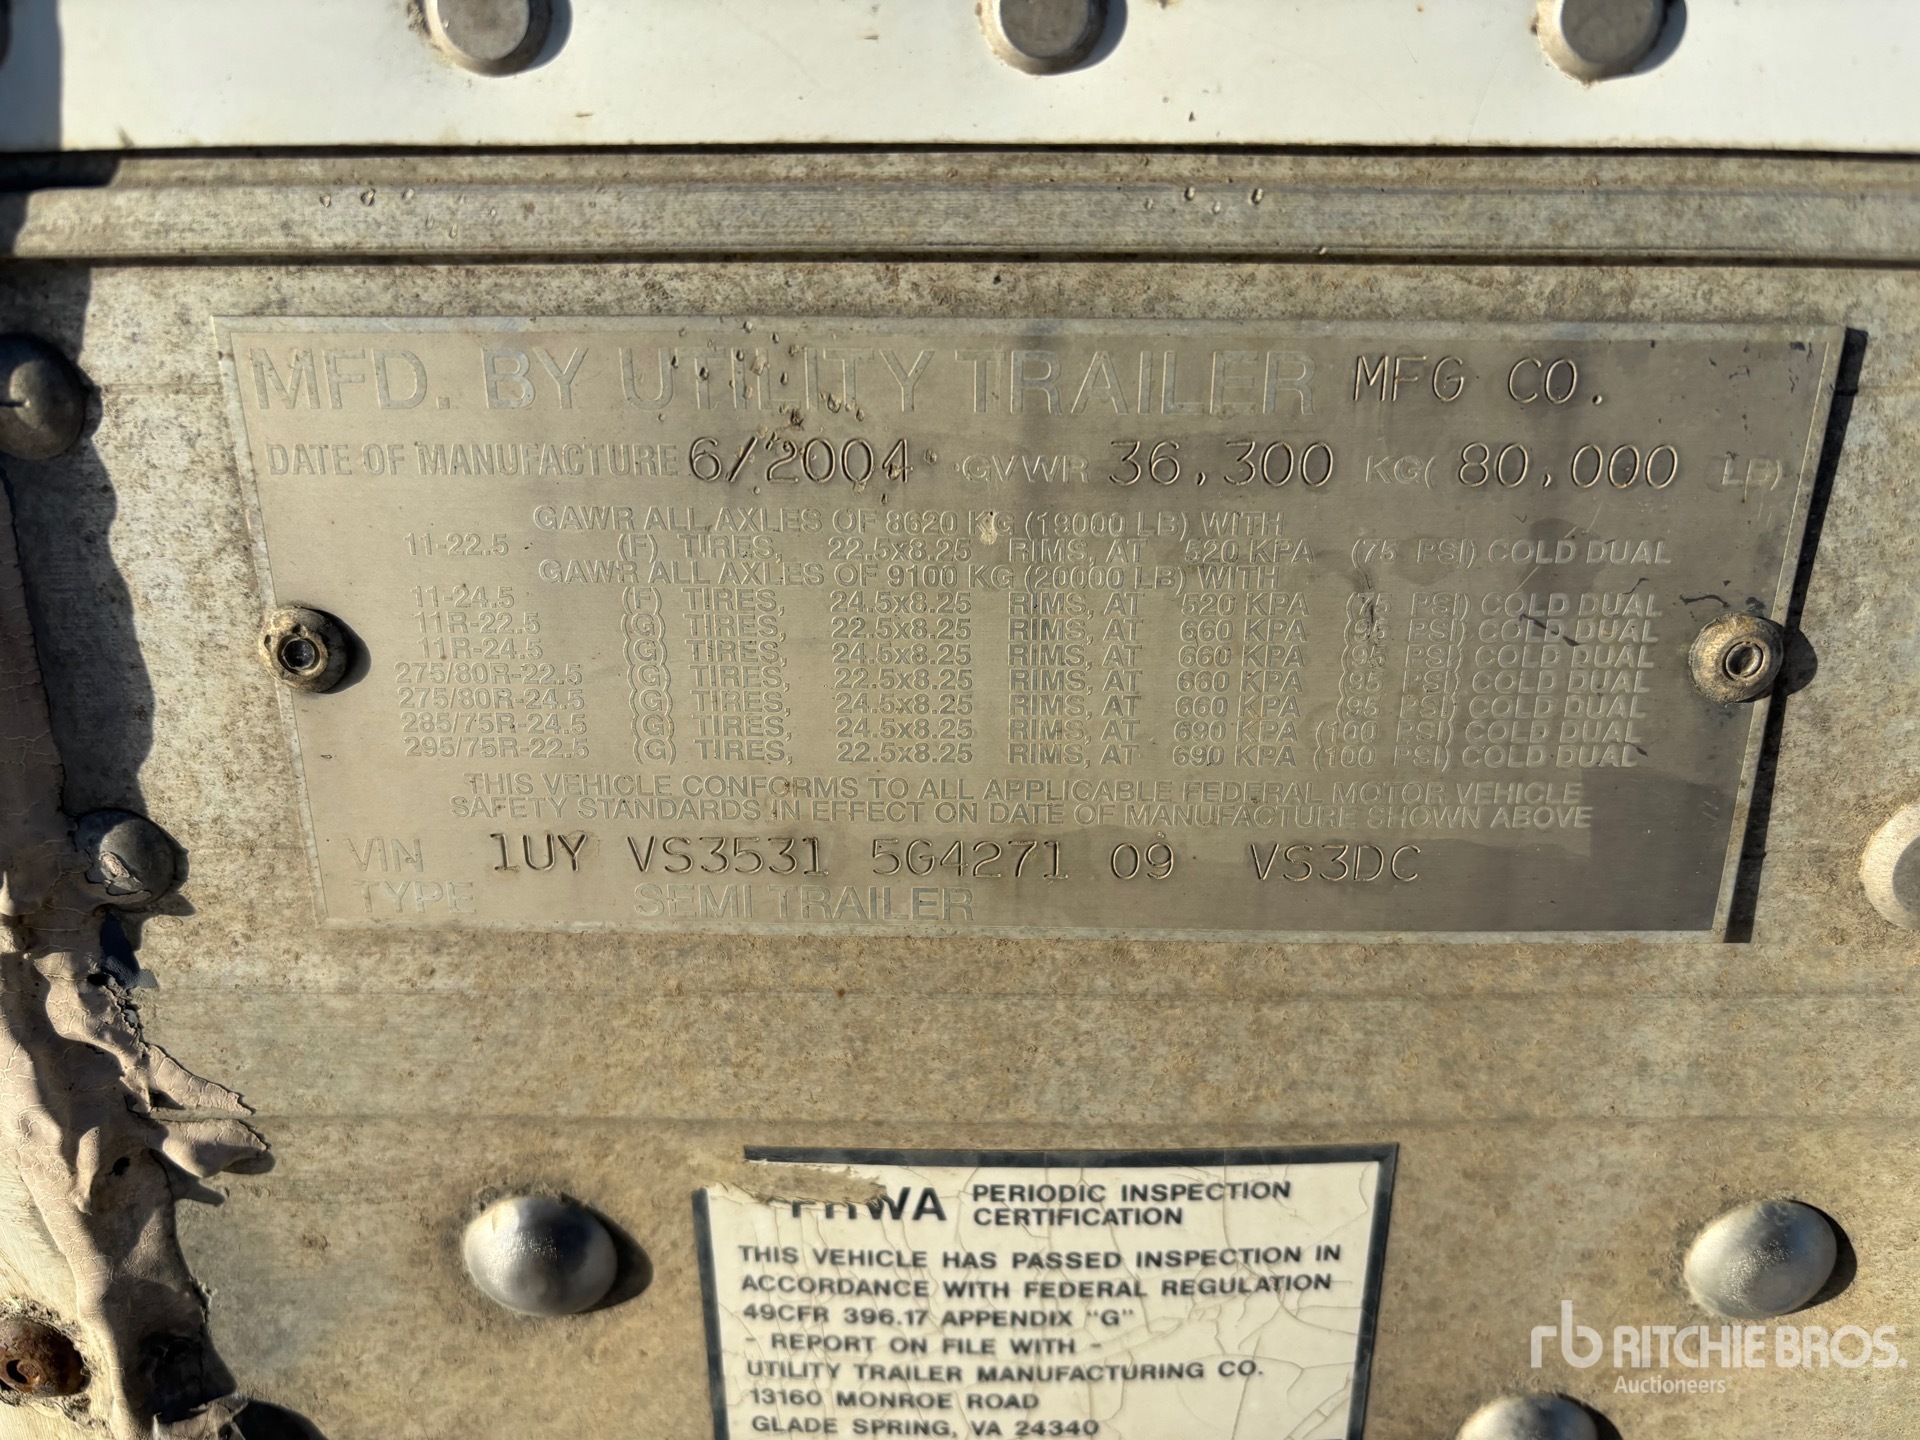 MFD. BY UTILITY TRAILER MFG CO.
DATE OF MANUFACTURE 6/2004 GVWR 36,300 KG( 80,000 LB)
GAWR ALL AXLES OF 8620 KG (19000 LB) WITH
11-22.5 (F) TIRES, 22.5x8.25 RIMS, AT 520 KPA (75 PSI) COLD DUAL
GAWR ALL AXLES OF 9100 KG (20000 LB) WITH
11-24.5 (F) TIRES, 24.5x8.25 RIMS, AT 520 KPA (75 PSI) COLD DUAL
11R-22.5 (G) TIRES, 22.5x8.25 RIMS, AT 660 KPA (95 PSI) COLD DUAL
11R-24.5 (G) TIRES, 24.5x8.25 RIMS, AT 660 KPA (95 PSI) COLD DUAL
275/80R-22.5 (G) TIRES, 22.5x8.25 RIMS, AT 660 KPA (95 PSI) COLD DUAL
275/80R-24.5 (G) TIRES, 24.5x8.25 RIMS, AT 660 KPA (95 PSI) COLD DUAL
285/75R-24.5 (G) TIRES, 24.5x8.25 RIMS, AT 690 KPA (100 PSI) COLD DUAL
295/75R-22.5 (G) TIRES, 22.5x8.25 RIMS, AT 690 KPA (100 PSI) COLD DUAL
THIS VEHICLE CONFORMS TO ALL APPLICABLE FEDERAL MOTOR VEHICLE
SAFETY STANDARDS IN EFFECT ON DATE OF MANUFACTURE SHOWN ABOVE
VIN 1UY VS3531 5G4271 09 VS3DC
TYPE SEMI TRAILER
FHWA PERIODIC INSPECTION
CERTIFICATION
THIS VEHICLE HAS PASSED INSPECTION IN
ACCORDANCE WITH FEDERAL REGULATION
49CFR 396.17 APPENDIX "G"
- REPORT ON FILE WITH -
UTILITY TRAILER MANUFACTURING CO.
13160 MONROE ROAD
GLADE SPRING, VA 24340
rb RITCHIE BROS.
Auctioneers